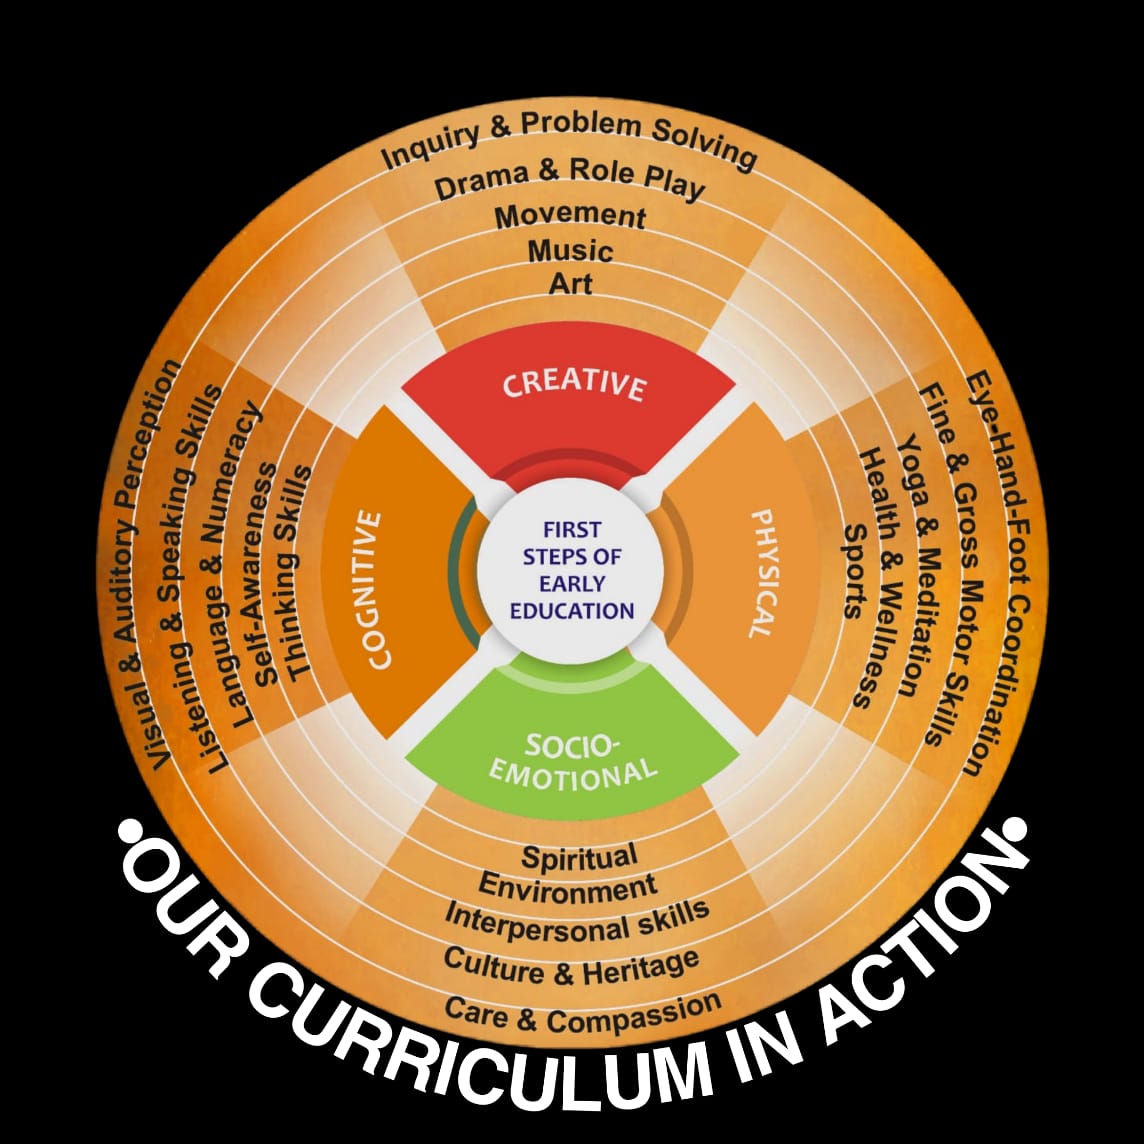 Inquiry & Problem Solving
Drama & Role Play
Movement
Music
Art
CREATIVE
Visual & Auditory Perception
Listening & Speaking Skills
Language & Numeracy
Self-Awareness
Thinking Skills
COGNITIVE
FIRST
STEPS OF
EARLY
EDUCATION
PHYSICAL
Sports
Health & Wellness
Yoga & Meditation
Fine & Gross Motor Skills
Eye-Hand-Foot Coordination
SOCIO-
EMOTIONAL
Spiritual
Environment
Interpersonal skills
Culture & Heritage
Care & Compassion
•OUR CURRICULUM IN ACTION•